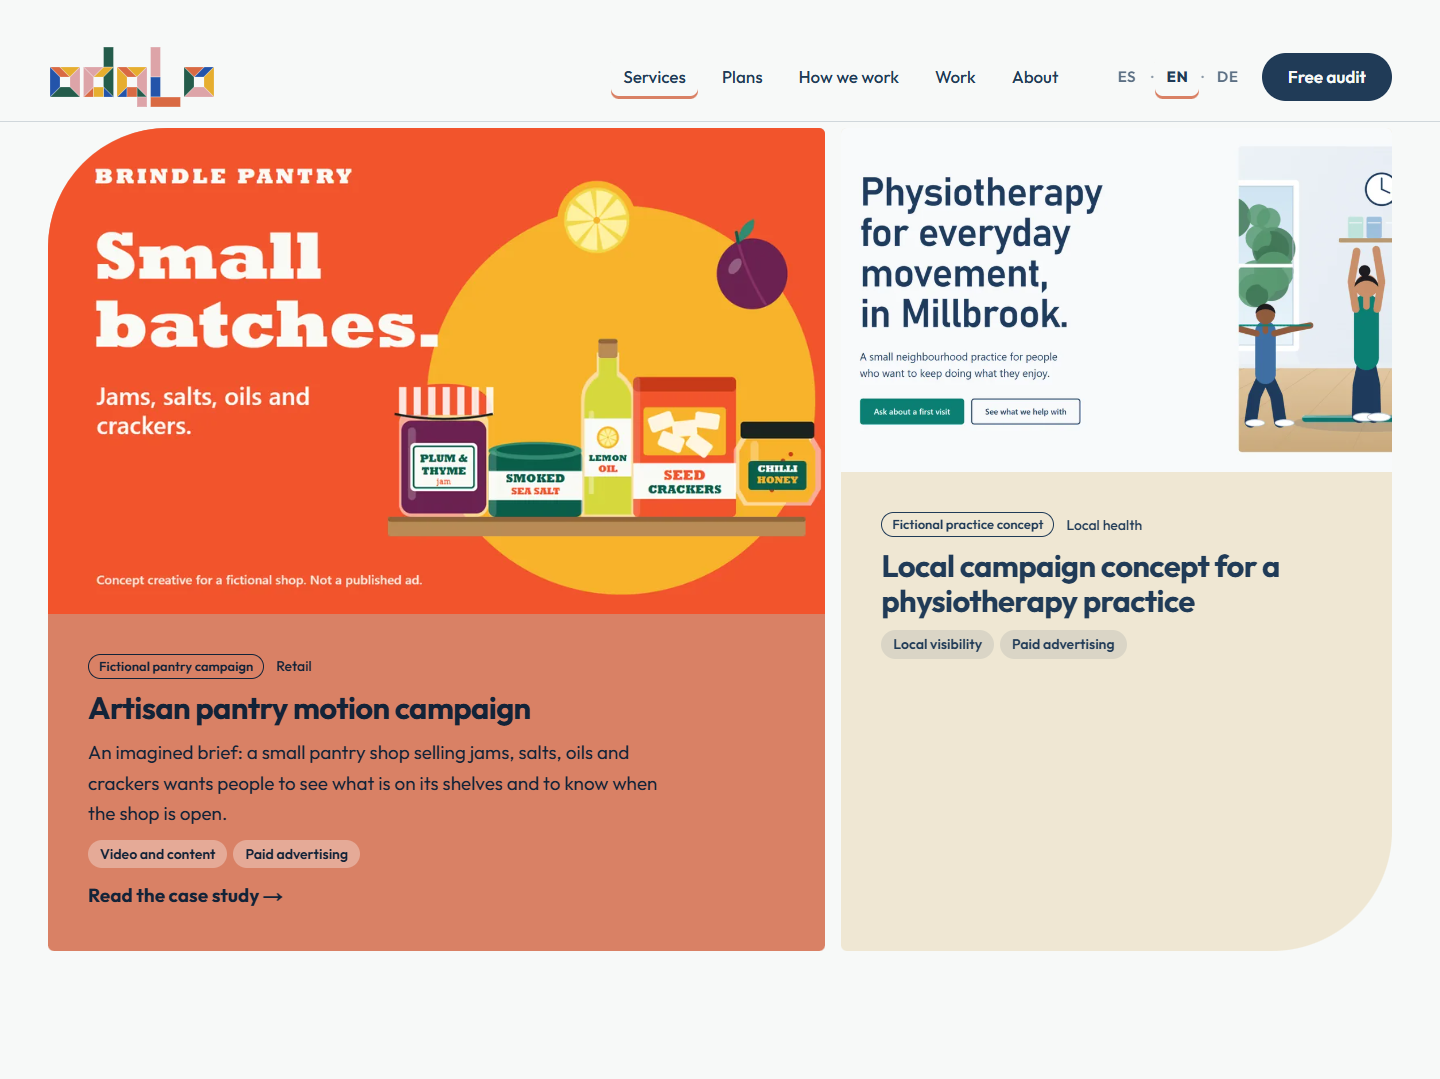 odqlo
Services
Plans
How we work
Work
About
ES · EN · DE
Free audit
BRINDLE PANTRY
Small
batches.
Jams, salts, oils and
crackers.
PLUM &
THYME
jam
SMOKED
SEA SALT
LEMON
OIL
SEED
CRACKERS
CHILLI
HONEY
Concept creative for a fictional shop. Not a published ad.
Fictional pantry campaign
Retail
Artisan pantry motion campaign
An imagined brief: a small pantry shop selling jams, salts, oils and
crackers wants people to see what is on its shelves and to know when
the shop is open.
Video and content
Paid advertising
Read the case study →
Physiotherapy
for everyday
movement,
in Millbrook.
A small neighbourhood practice for people
who want to keep doing what they enjoy.
Ask about a first visit
See what we help with
Fictional practice concept
Local health
Local campaign concept for a
physiotherapy practice
Local visibility
Paid advertising